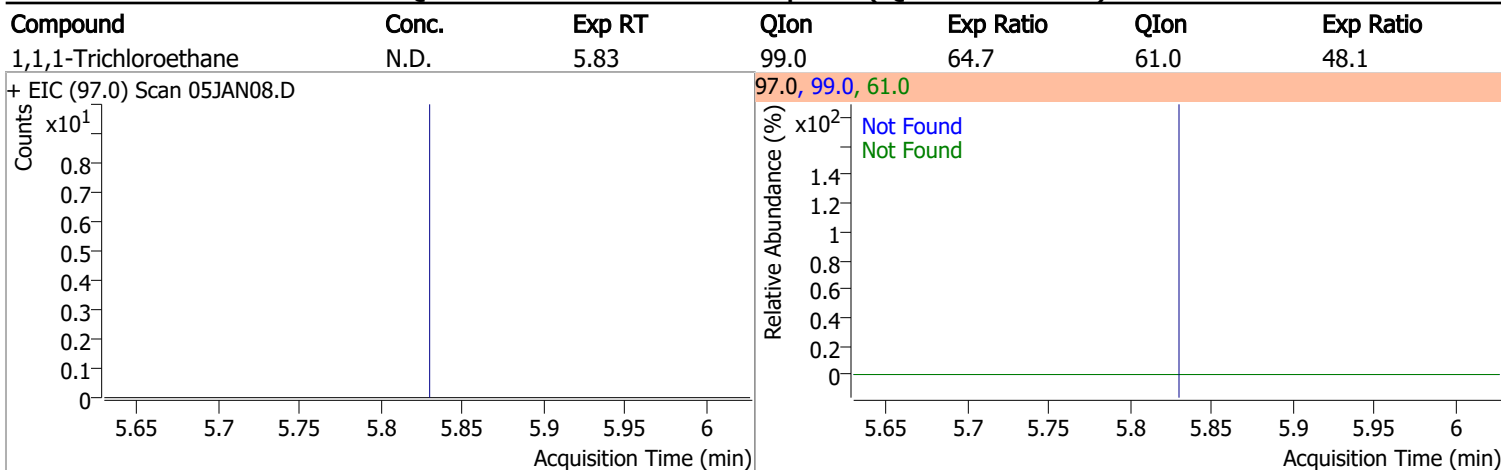 Compound Conc. Exp RT QIon Exp Ratio QIon Exp Ratio
1,1,1-Trichloroethane N.D. 5.83 99.0 64.7 61.0 48.1
+ EIC (97.0) Scan 05JAN08.D
Counts
x10¹
0.8
0.7
0.6
0.5
0.4
0.3
0.2
0.1
0
5.65 5.7 5.75 5.8 5.85 5.9 5.95 6
Acquisition Time (min)
97.0, 99.0, 61.0
Relative Abundance (%)
x10²
Not Found
Not Found
1.4
1.2
1
0.8
0.6
0.4
0.2
0
5.65 5.7 5.75 5.8 5.85 5.9 5.95 6
Acquisition Time (min)